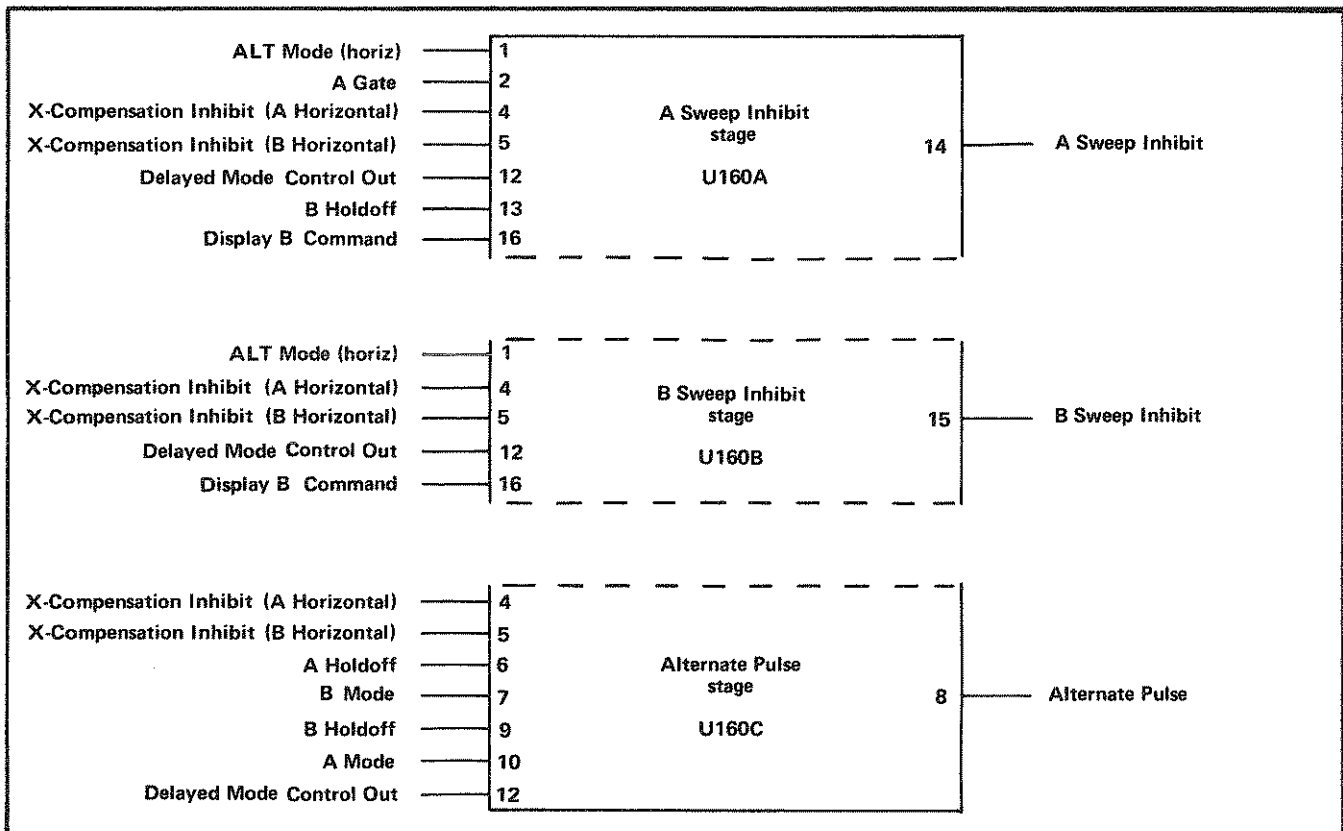 ALT Mode (horiz) 1
A Gate 2
X-Compensation Inhibit (A Horizontal) 4
X-Compensation Inhibit (B Horizontal) 5
Delayed Mode Control Out 12
B Holdoff 13
Display B Command 16
A Sweep Inhibit
stage
U160A
14 A Sweep Inhibit
ALT Mode (horiz) 1
X-Compensation Inhibit (A Horizontal) 4
X-Compensation Inhibit (B Horizontal) 5
Delayed Mode Control Out 12
Display B Command 16
B Sweep Inhibit
stage
U160B
15 B Sweep Inhibit
X-Compensation Inhibit (A Horizontal) 4
X-Compensation Inhibit (B Horizontal) 5
A Holdoff 6
B Mode 7
B Holdoff 9
A Mode 10
Delayed Mode Control Out 12
Alternate Pulse
stage
U160C
8 Alternate Pulse